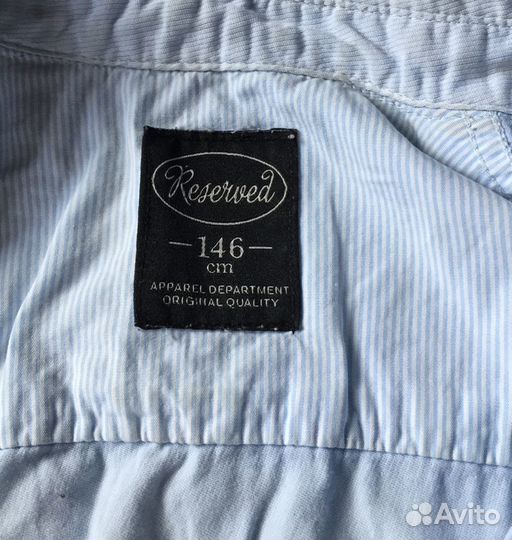 Reserved
- 146 -
cm
APPAREL DEPARTMENT
ORIGINAL QUALITY
Avito